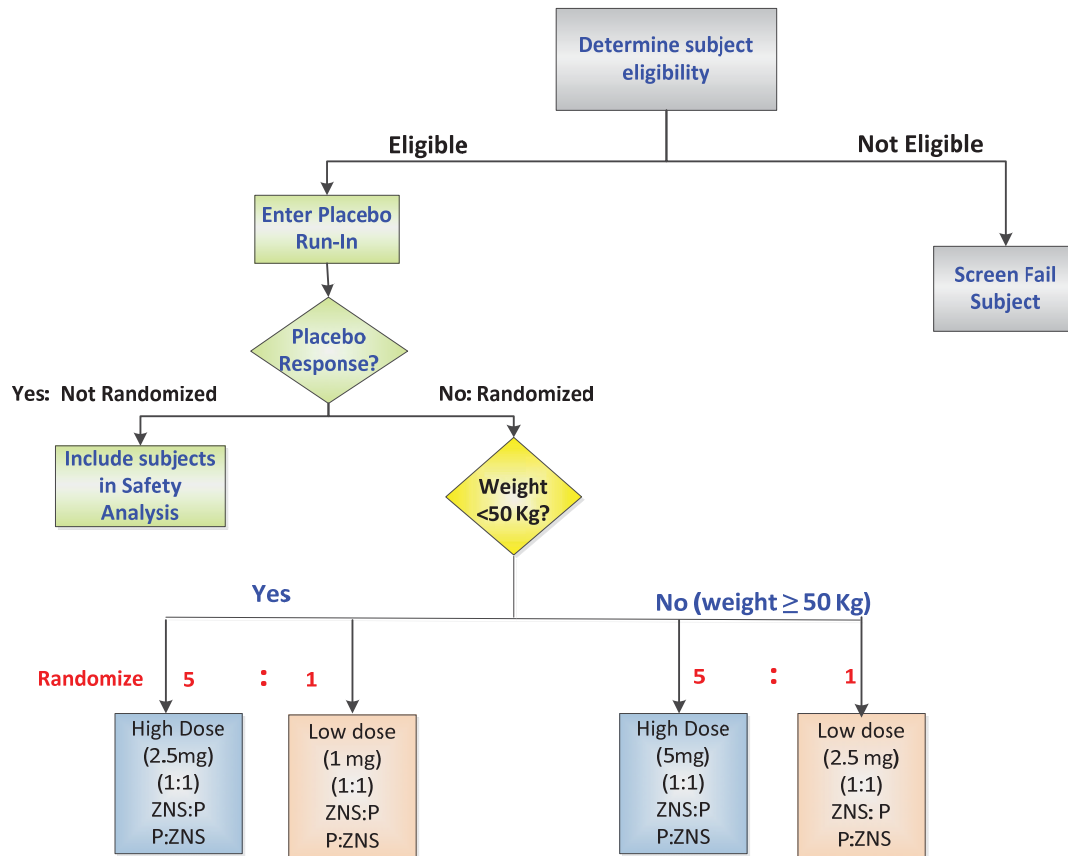 Determine subject
eligibility
Eligible
Not Eligible
Enter Placebo
Run-In
Screen Fail
Subject
Placebo
Response?
Yes: Not Randomized
No: Randomized
Include subjects
in Safety
Analysis
Weight
<50 Kg?
Yes
No (weight ≥ 50 Kg)
Randomize 5 : 1
5 : 1
High Dose
(2.5mg)
(1:1)
ZNS:P
P:ZNS
Low dose
(1 mg)
(1:1)
ZNS:P
P:ZNS
High Dose
(5mg)
(1:1)
ZNS:P
P:ZNS
Low dose
(2.5 mg)
(1:1)
ZNS: P
P:ZNS